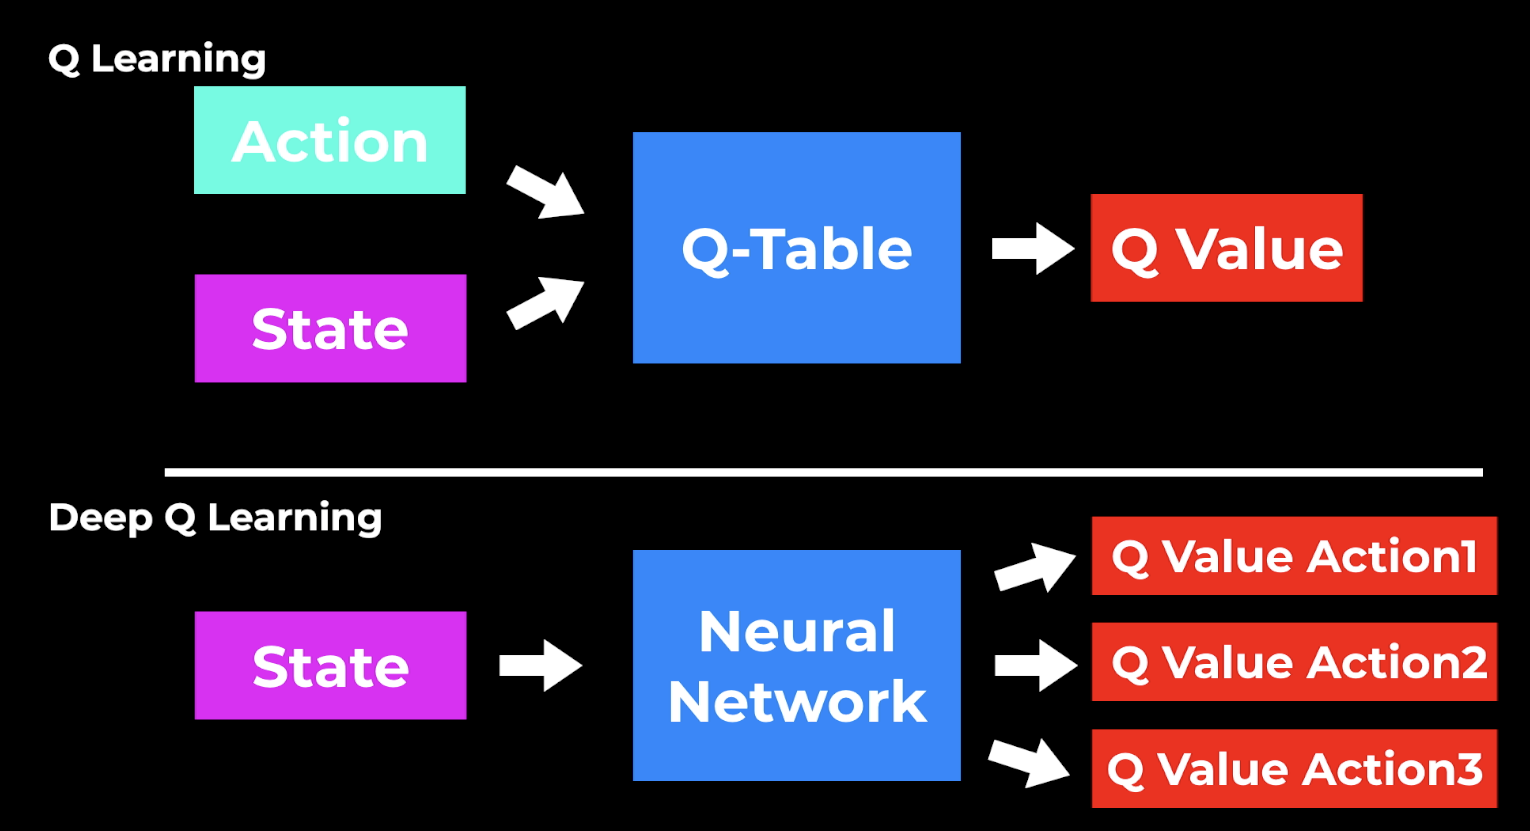 Q Learning
Action
State
Q-Table
Q Value
Deep Q Learning
State
Neural
Network
Q Value Action1
Q Value Action2
Q Value Action3